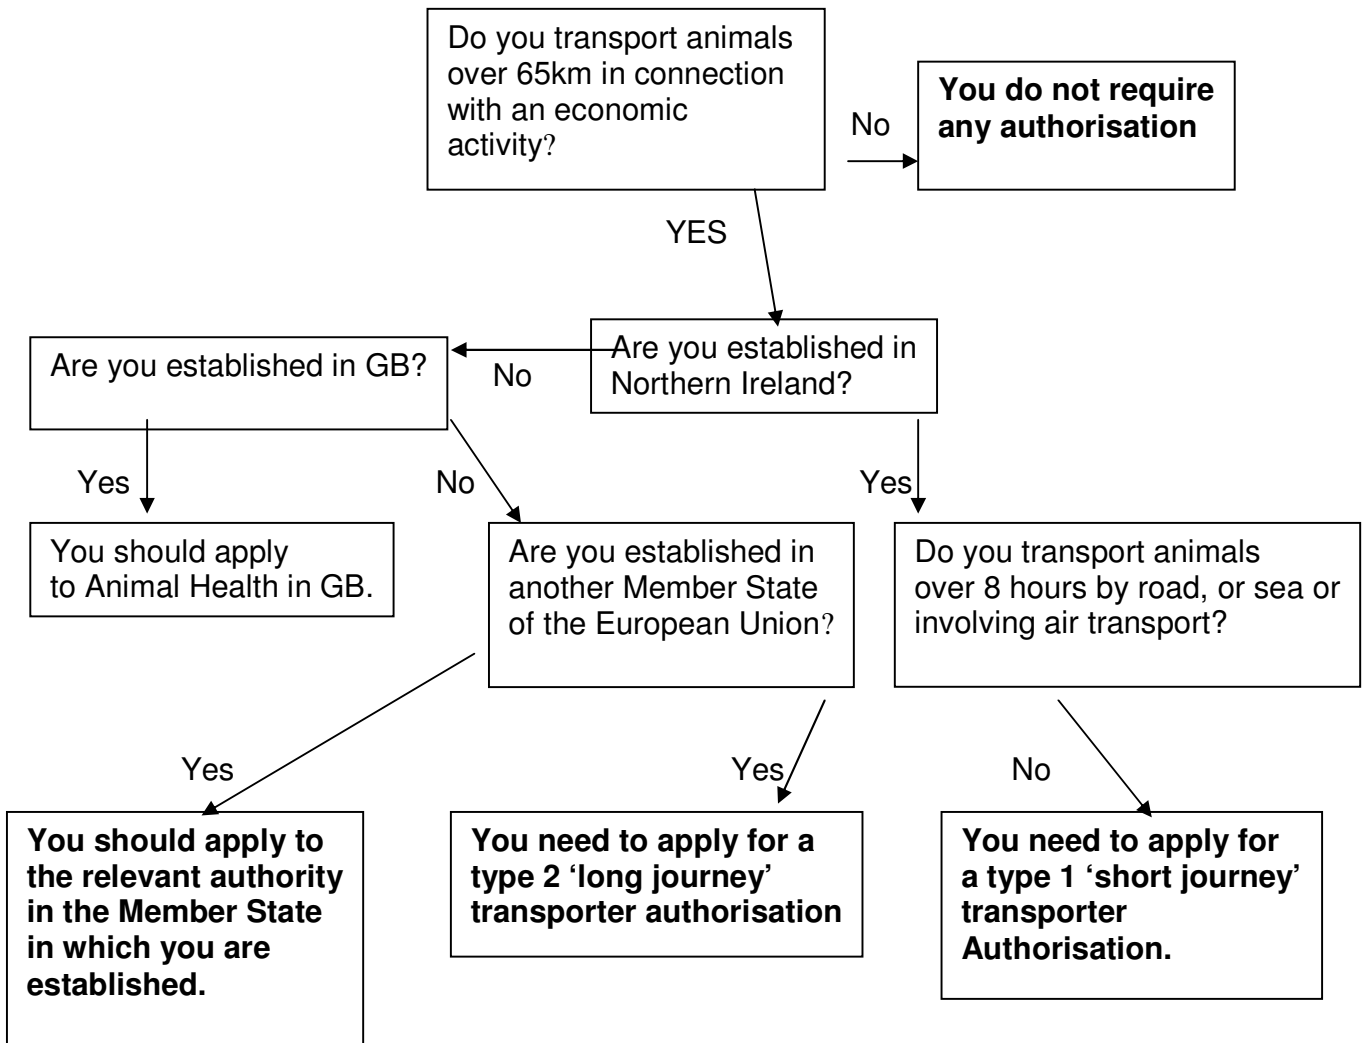 Do you transport animals
over 65km in connection
with an economic
activity?
No
You do not require
any authorisation
YES
Are you established in GB?
No
Are you established in
Northern Ireland?
Yes
No
Yes
You should apply
to Animal Health in GB.
Are you established in
another Member State
of the European Union?
Do you transport animals
over 8 hours by road, or sea or
involving air transport?
Yes
Yes
No
You should apply to
the relevant authority
in the Member State
in which you are
established.
You need to apply for a
type 2 ‘long journey’
transporter authorisation
You need to apply for
a type 1 ‘short journey’
transporter
Authorisation.